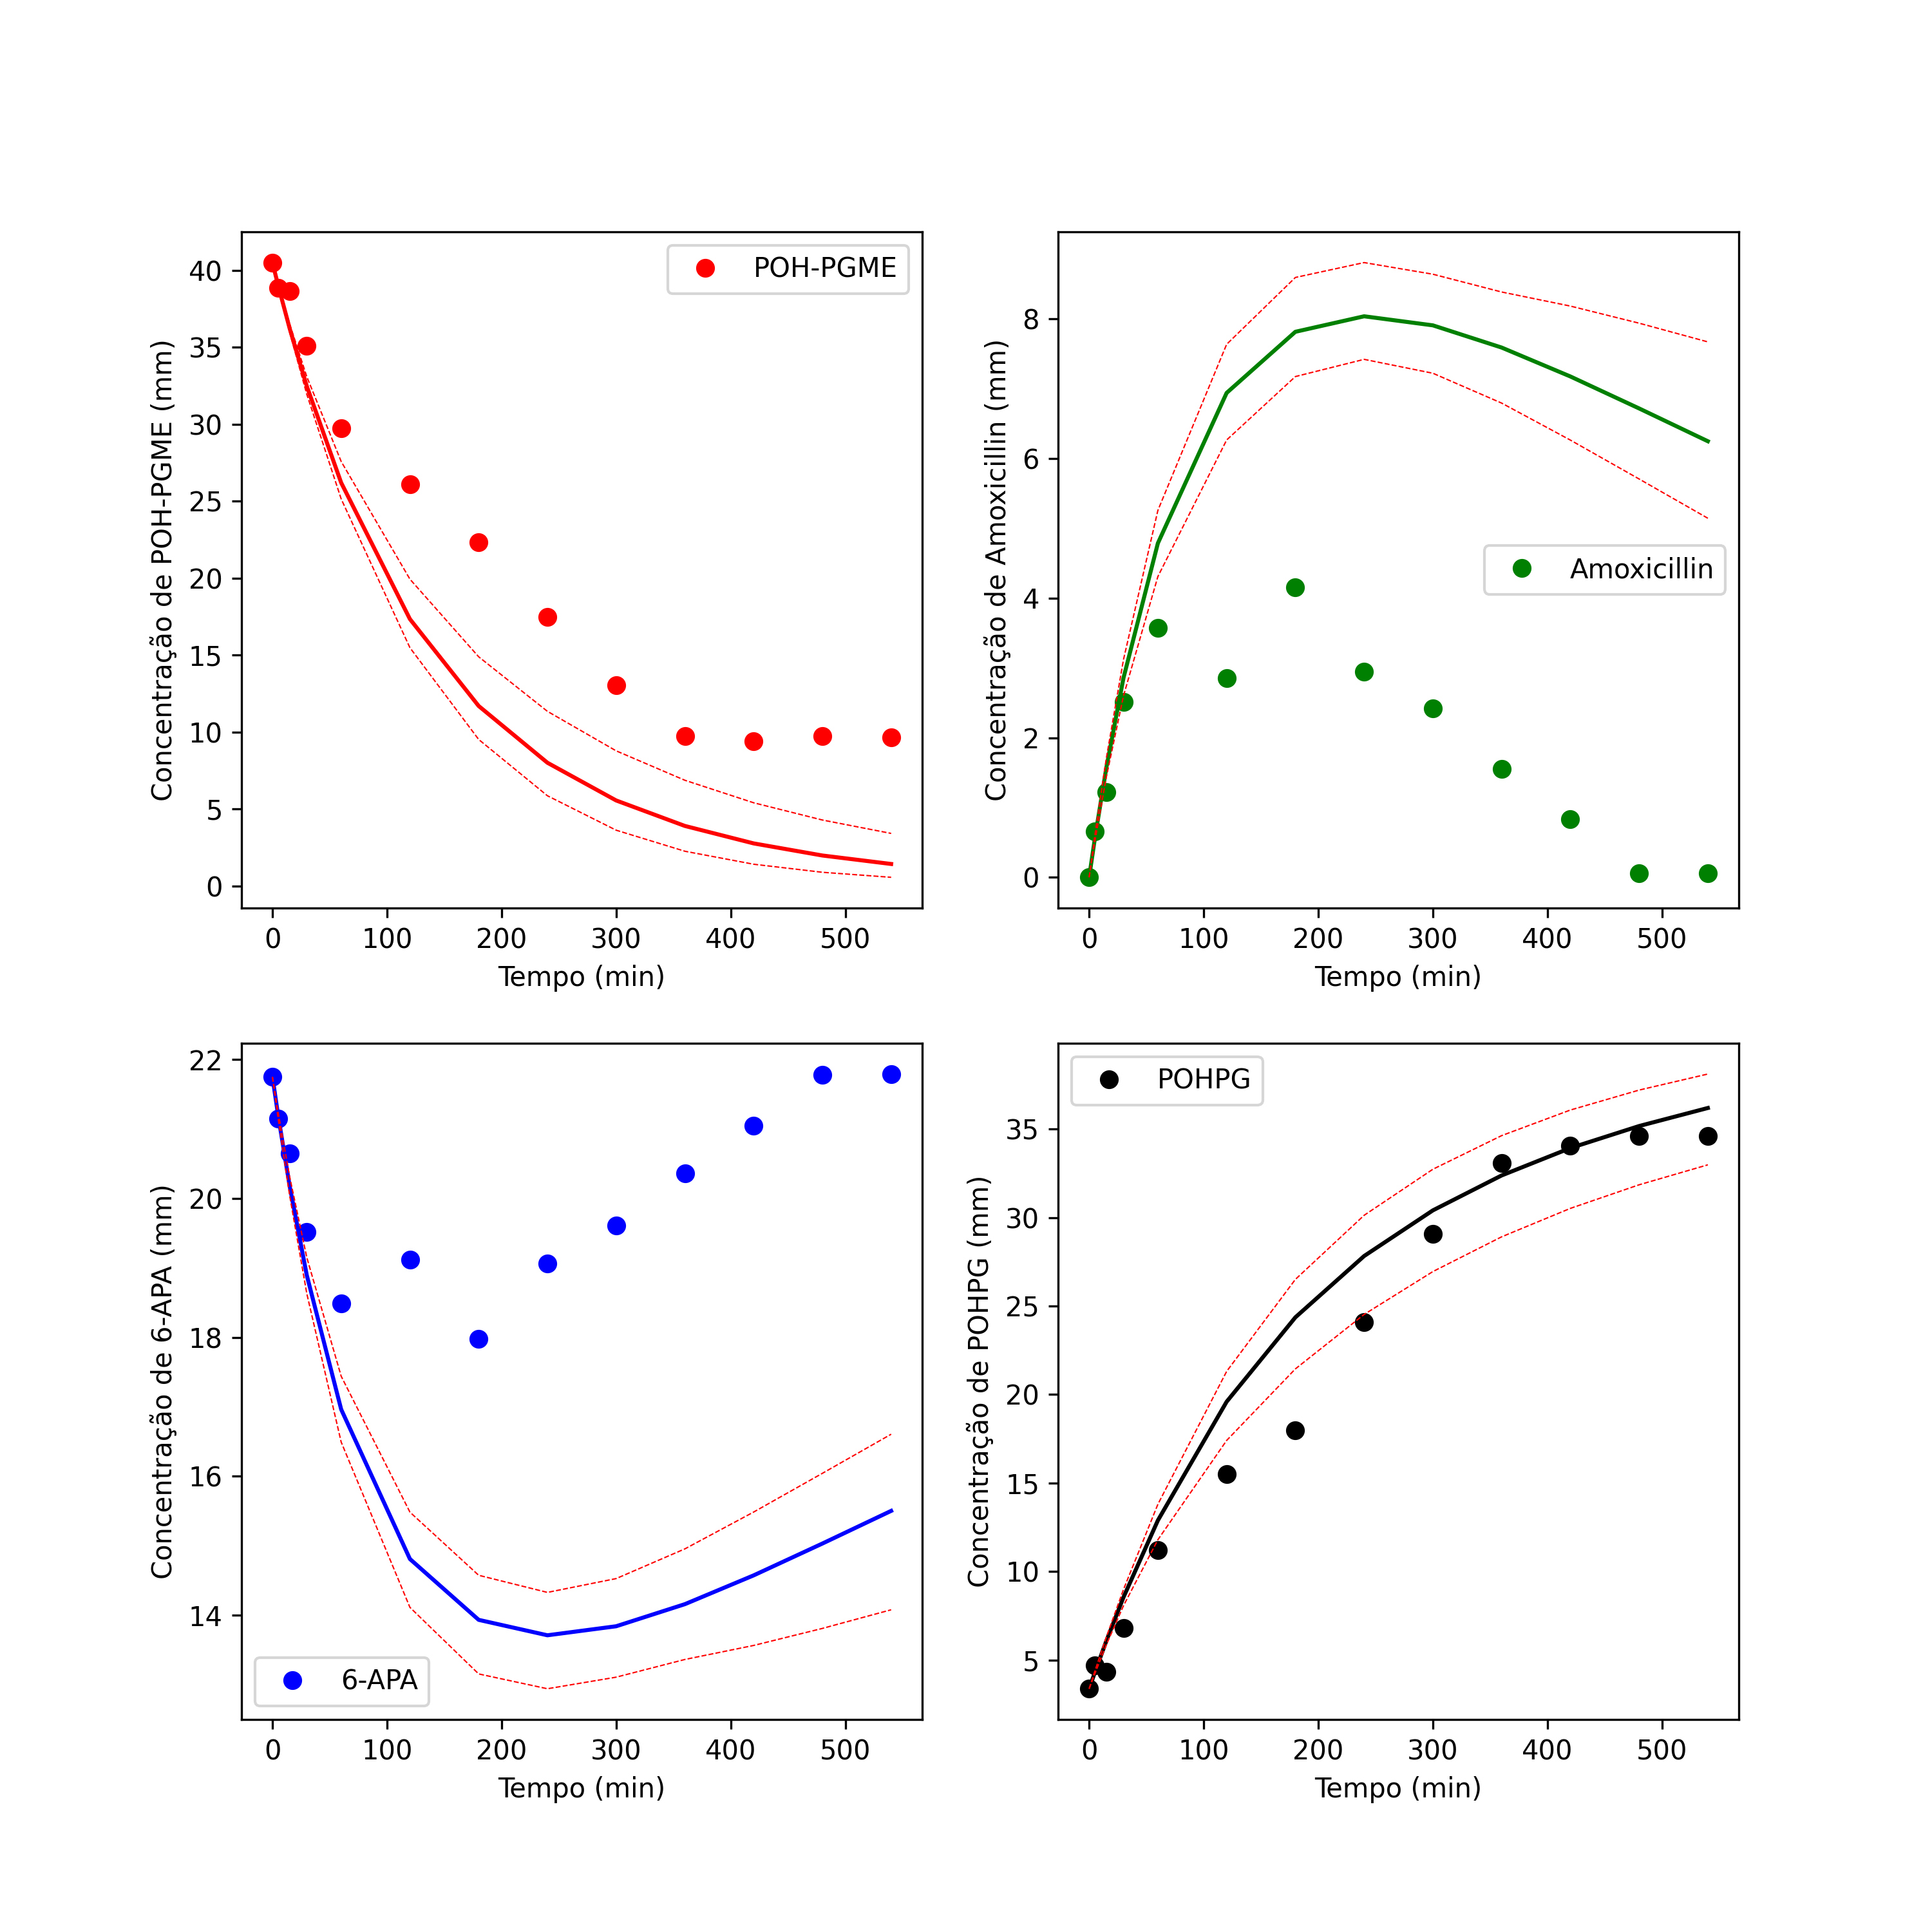 POH-PGME
Concentração de POH-PGME (mm)
40
35
30
25
20
15
10
5
0
0 100 200 300 400 500
Tempo (min)
Amoxicillin
Concentração de Amoxicillin (mm)
8
6
4
2
0
0 100 200 300 400 500
Tempo (min)
6-APA
Concentração de 6-APA (mm)
22
20
18
16
14
0 100 200 300 400 500
Tempo (min)
POHPG
Concentração de POHPG (mm)
35
30
25
20
15
10
5
0 100 200 300 400 500
Tempo (min)